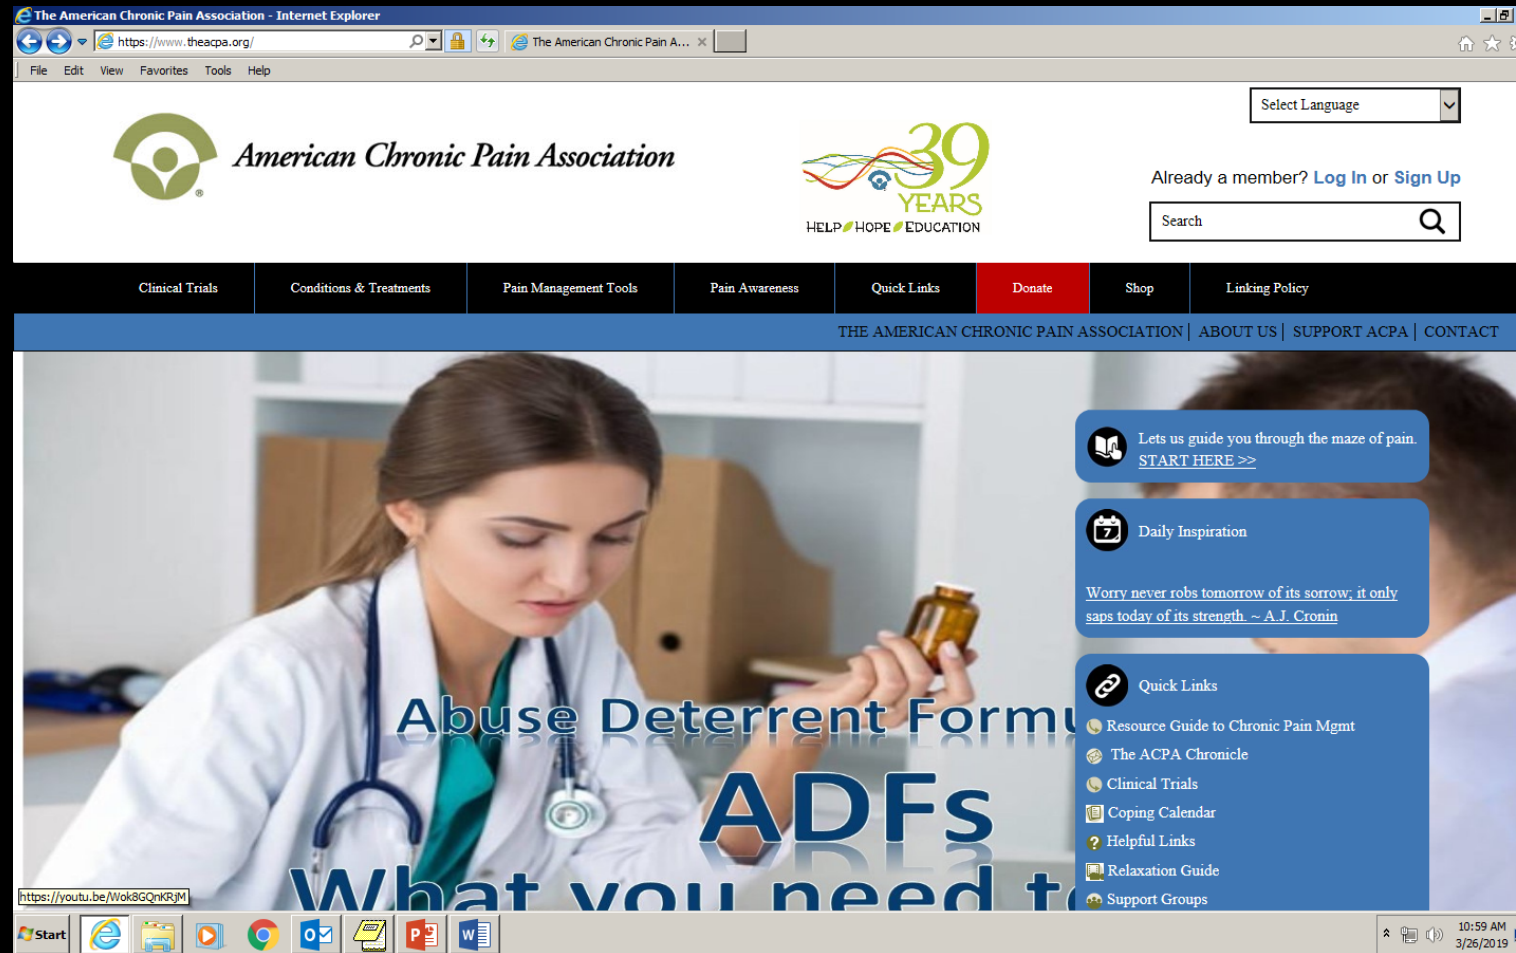 The American Chronic Pain Association - Internet Explorer
https://www.theacpa.org/
The American Chronic Pain A...
File Edit View Favorites Tools Help
Select Language
American Chronic Pain Association
®
39
YEARS
HELP HOPE EDUCATION
Already a member? Log In or Sign Up
Search
Clinical Trials Conditions & Treatments Pain Management Tools Pain Awareness Quick Links Donate Shop Linking Policy
THE AMERICAN CHRONIC PAIN ASSOCIATION| ABOUT US| SUPPORT ACPA| CONTACT
Lets us guide you through the maze of pain.
START HERE >>
7
Daily Inspiration
Worry never robs tomorrow of its sorrow; it only
saps today of its strength. ~ A.J. Cronin
Quick Links
Resource Guide to Chronic Pain Mgmt
The ACPA Chronicle
Clinical Trials
Coping Calendar
Helpful Links
Relaxation Guide
Support Groups
Abuse Deterrent Formu
ADFs
What you need to
https://youtu.be/Wok8GQnKRjM
Start
10:59 AM
3/26/2019